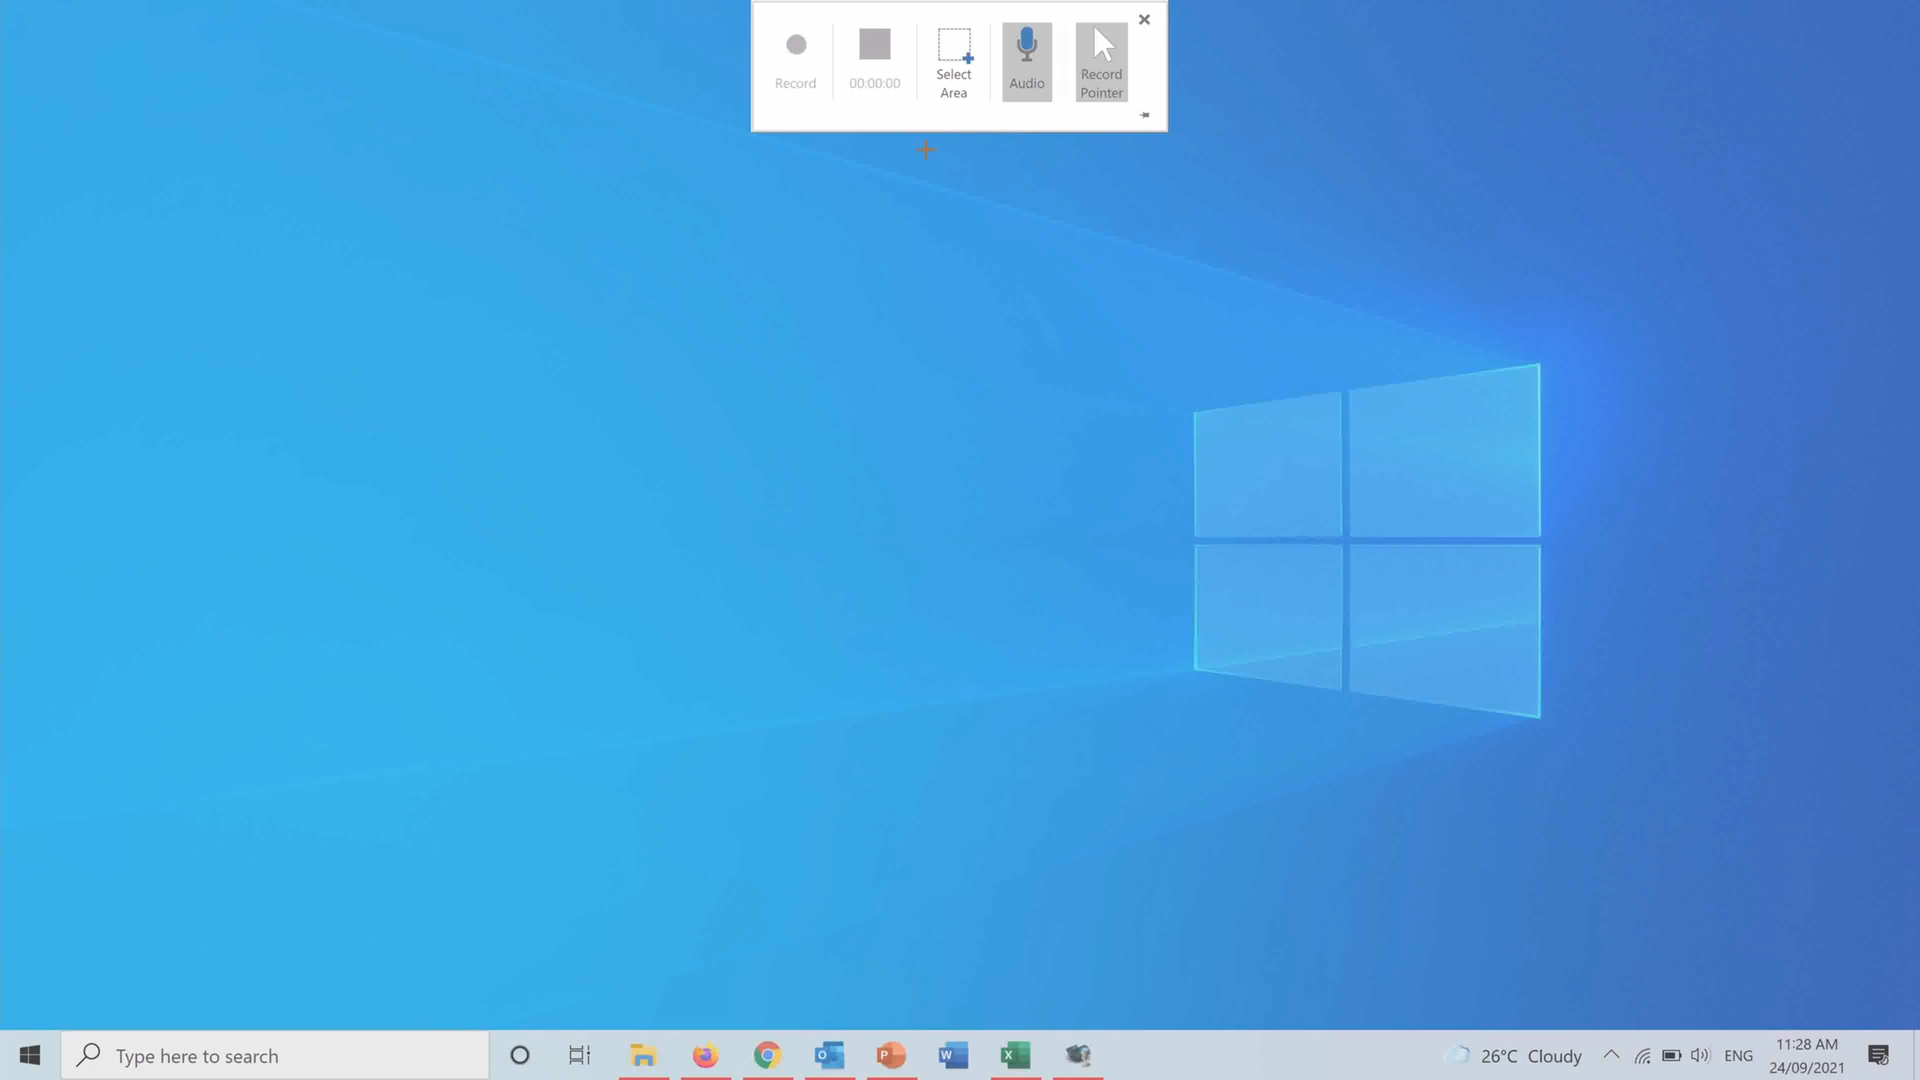 Record
00:00:00
Select
Area
Audio
Record
Pointer
Type here to search
O
P
W
X
26°C Cloudy
ENG
11:28 AM
24/09/2021